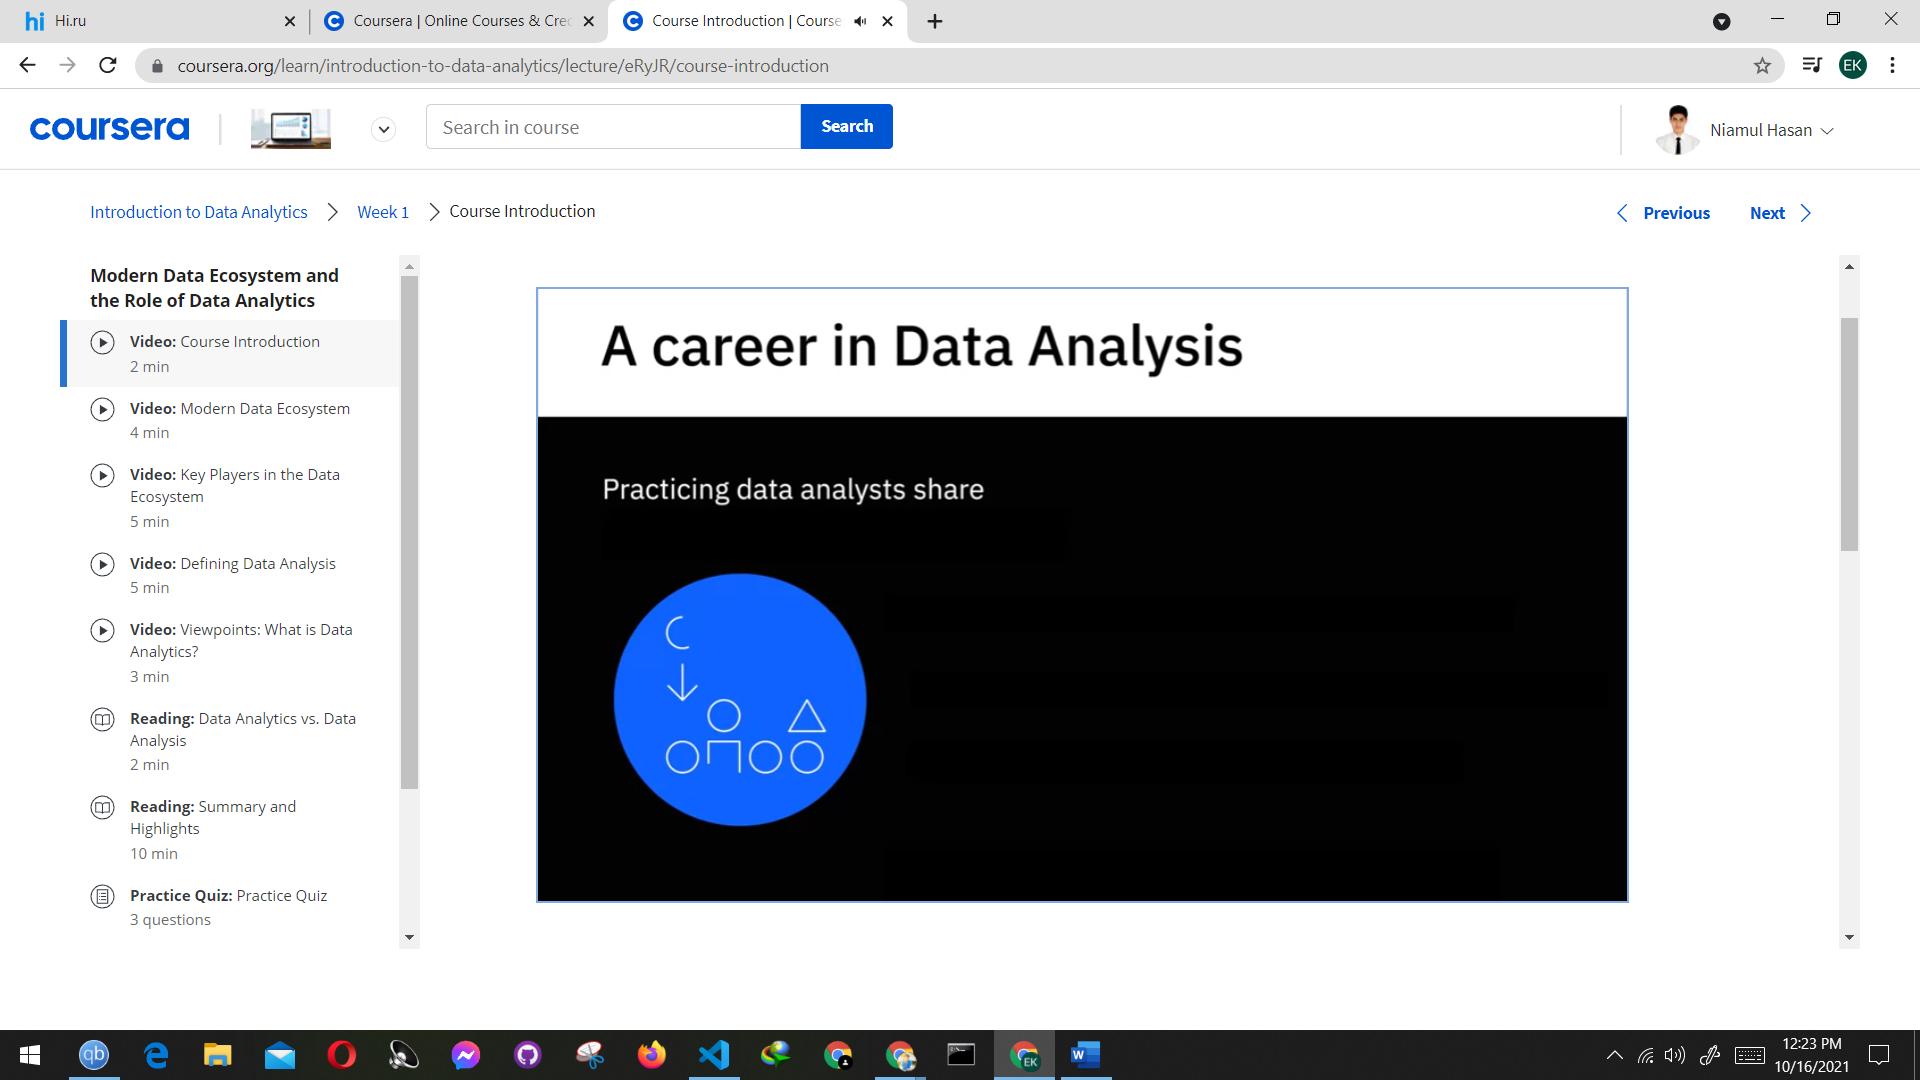 Hi.ru
Coursera | Online Courses & Cre
Course Introduction | Course
coursera.org/learn/introduction-to-data-analytics/lecture/eRyJR/course-introduction
EK
coursera
Search in course
Search
Niamul Hasan
Introduction to Data Analytics
Week 1
Course Introduction
Previous
Next
Modern Data Ecosystem and
the Role of Data Analytics
Video: Course Introduction
2 min
Video: Modern Data Ecosystem
4 min
Video: Key Players in the Data
Ecosystem
5 min
Video: Defining Data Analysis
5 min
Video: Viewpoints: What is Data
Analytics?
3 min
Reading: Data Analytics vs. Data
Analysis
2 min
Reading: Summary and
Highlights
10 min
Practice Quiz: Practice Quiz
3 questions
A career in Data Analysis
Practicing data analysts share
12:23 PM
10/16/2021